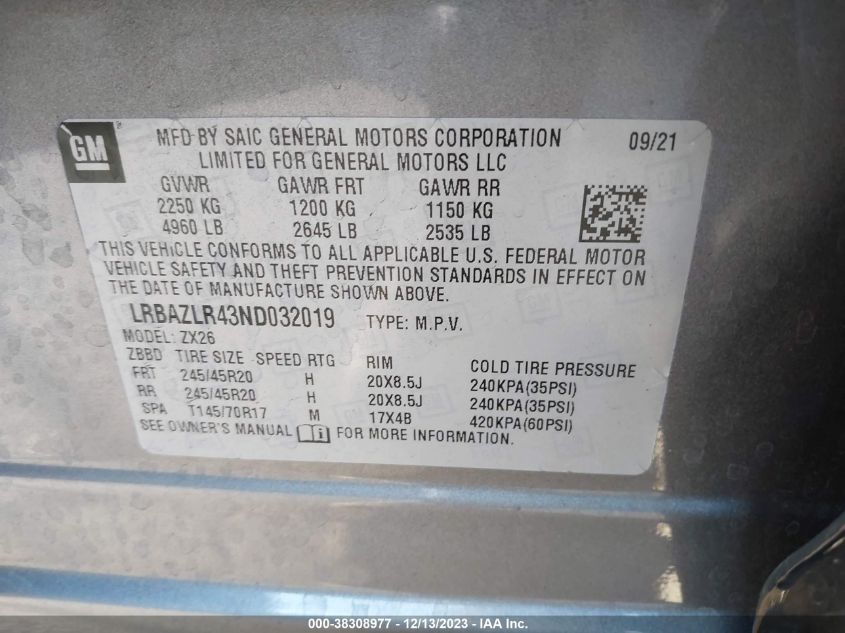 GM
MFD BY SAIC GENERAL MOTORS CORPORATION 09/21
LIMITED FOR GENERAL MOTORS LLC
GVWR GAWR FRT GAWR RR
2250 KG 1200 KG 1150 KG
4960 LB 2645 LB 2535 LB
THIS VEHICLE CONFORMS TO ALL APPLICABLE U.S. FEDERAL MOTOR
VEHICLE SAFETY AND THEFT PREVENTION STANDARDS IN EFFECT ON
THE DATE OF MANUFACTURE SHOWN ABOVE.
LRBAZLR43ND032019 TYPE: M.P.V.
MODEL: ZX26
ZBBD TIRE SIZE SPEED RTG RIM COLD TIRE PRESSURE
FRT 245/45R20 H 20X8.5J 240KPA(35PSI)
RR 245/45R20 H 20X8.5J 240KPA(35PSI)
SPA T145/70R17 M 17X4B 420KPA(60PSI)
SEE OWNER'S MANUAL FOR MORE INFORMATION.
000-38308977 - 12/13/2023 - IAA Inc.